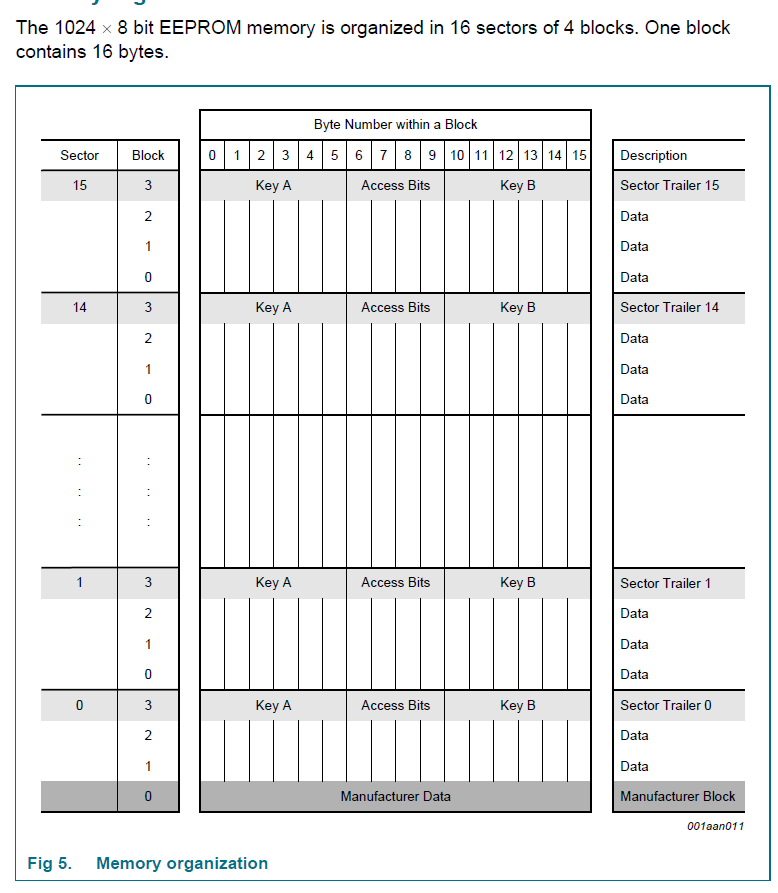 The 1024 × 8 bit EEPROM memory is organized in 16 sectors of 4 blocks. One block
contains 16 bytes.
Byte Number within a Block
Sector Block 0 1 2 3 4 5 6 7 8 9 10 11 12 13 14 15 Description
15 3 Key A Access Bits Key B Sector Trailer 15
2 Data
1 Data
0 Data
14 3 Key A Access Bits Key B Sector Trailer 14
2 Data
1 Data
0 Data
: :
: :
: :
1 3 Key A Access Bits Key B Sector Trailer 1
2 Data
1 Data
0 Data
0 3 Key A Access Bits Key B Sector Trailer 0
2 Data
1 Data
0 Manufacturer Data Manufacturer Block
001aan011
Fig 5. Memory organization